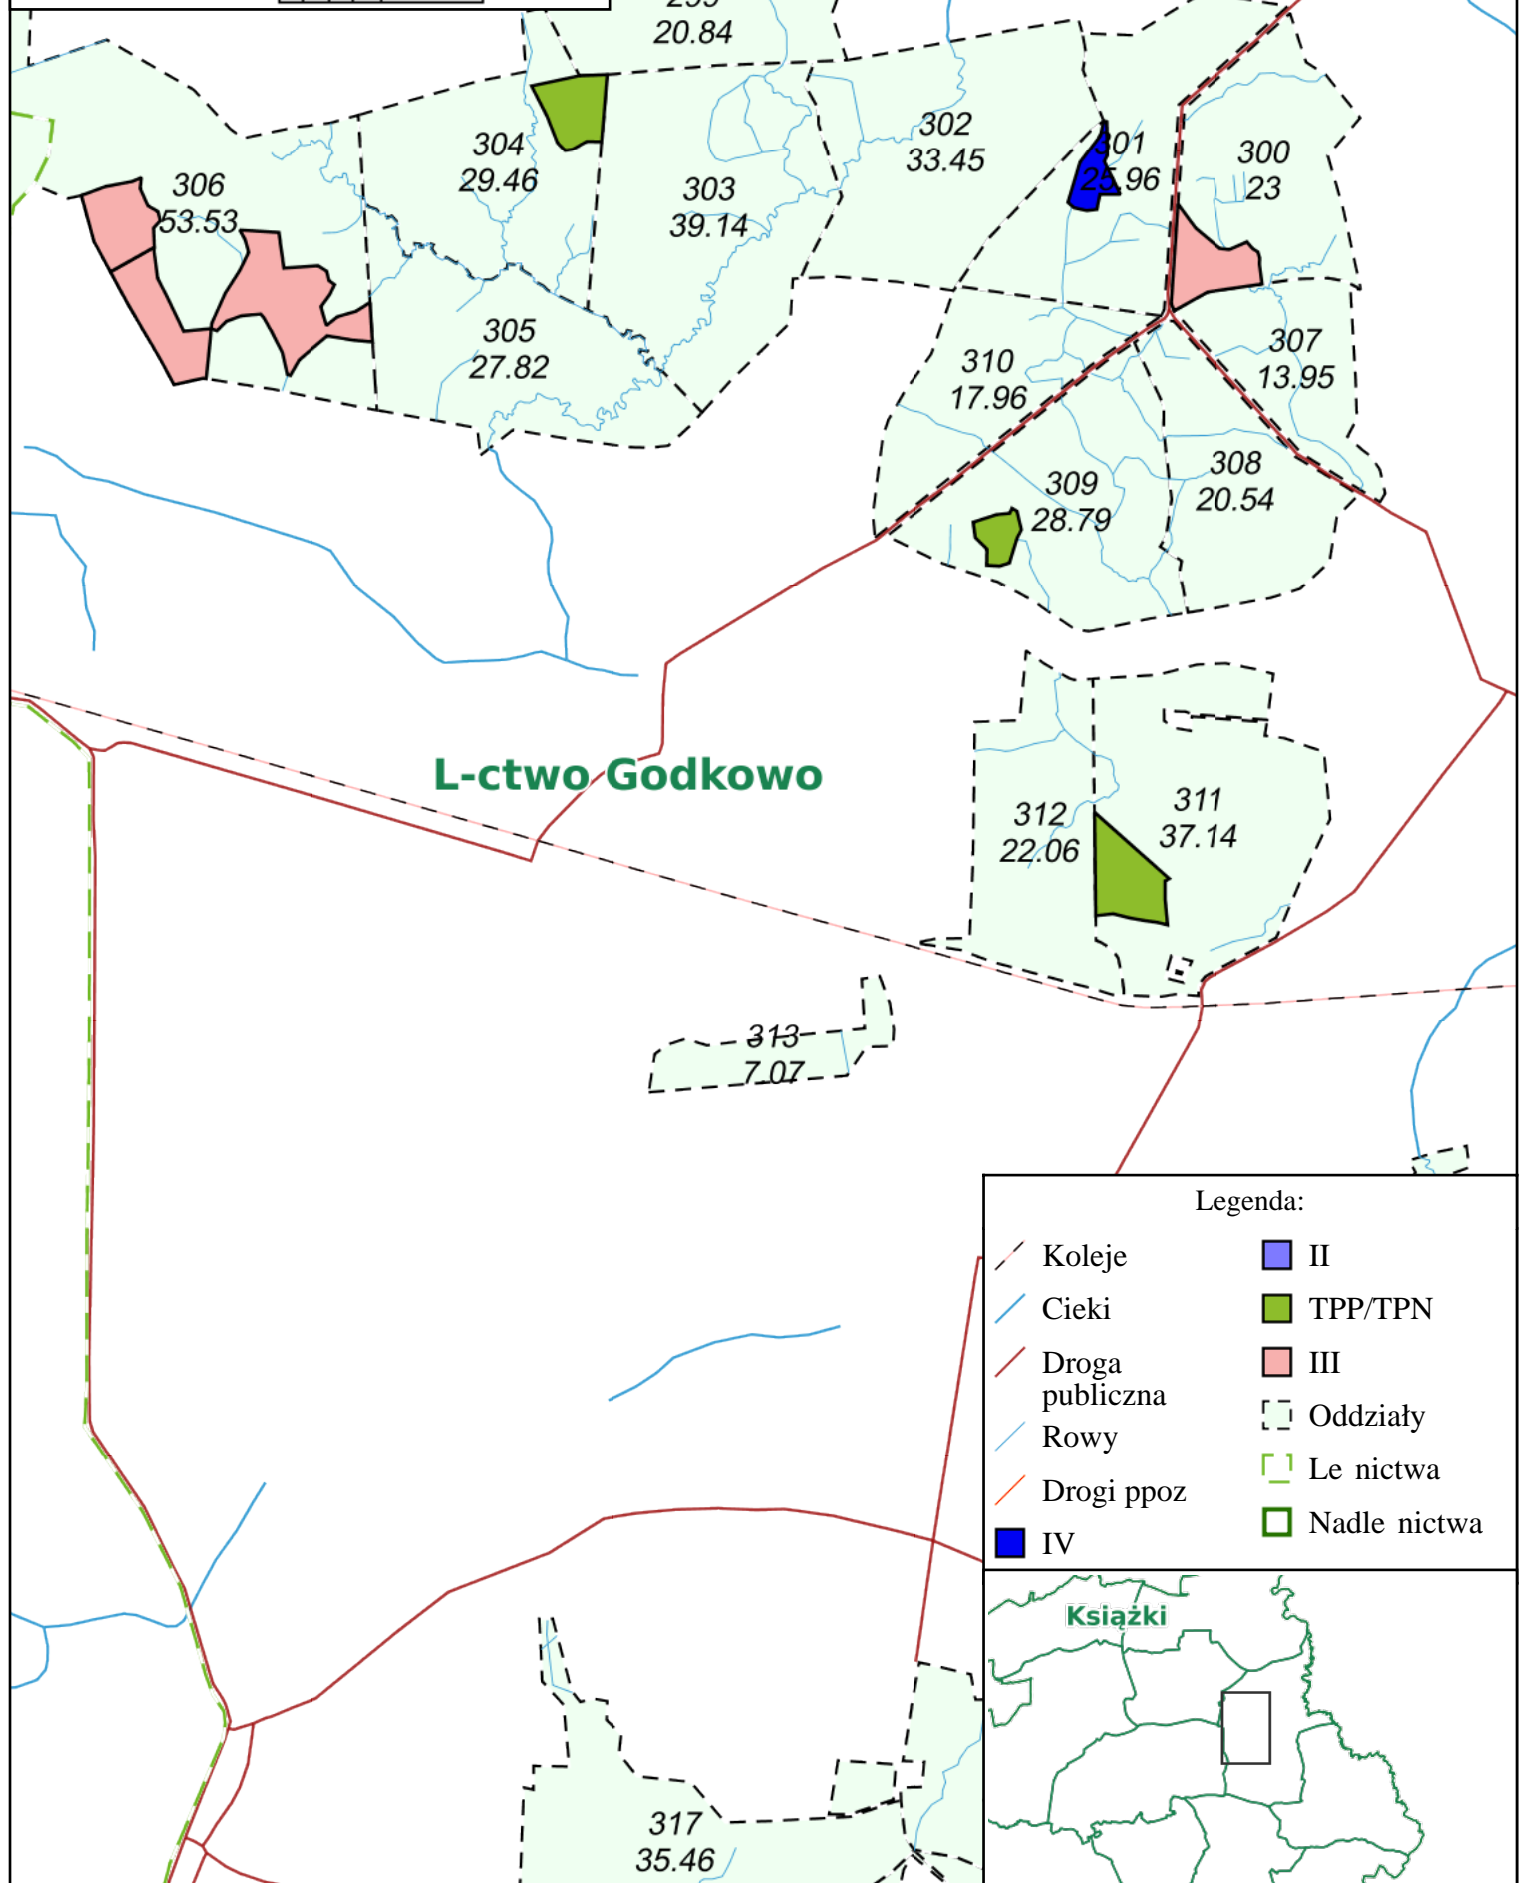 20.84
302
33.45
301
25.96
300
23
304
29.46
303
39.14
306
53.53
305
27.82
310
17.96
307
13.95
309
28.79
308
20.54
L-ctwo Godkowo
312
22.06
311
37.14
313
7.07
Legenda:
Koleje
Cieki
Droga
publiczna
Rowy
Drogi ppoz
IV
II
TPP/TPN
III
Oddziały
Le nictwa
Nadle nictwa
Książki
317
35.46